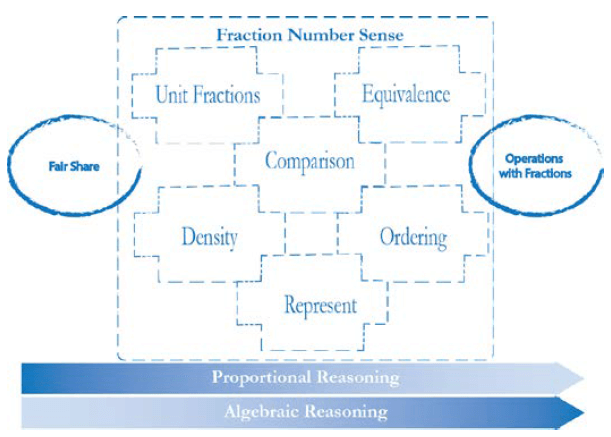 Fraction Number Sense
Unit Fractions
Equivalence
Fair Share
Comparison
Operations
with Fractions
Density
Ordering
Represent
Proportional Reasoning
Algebraic Reasoning